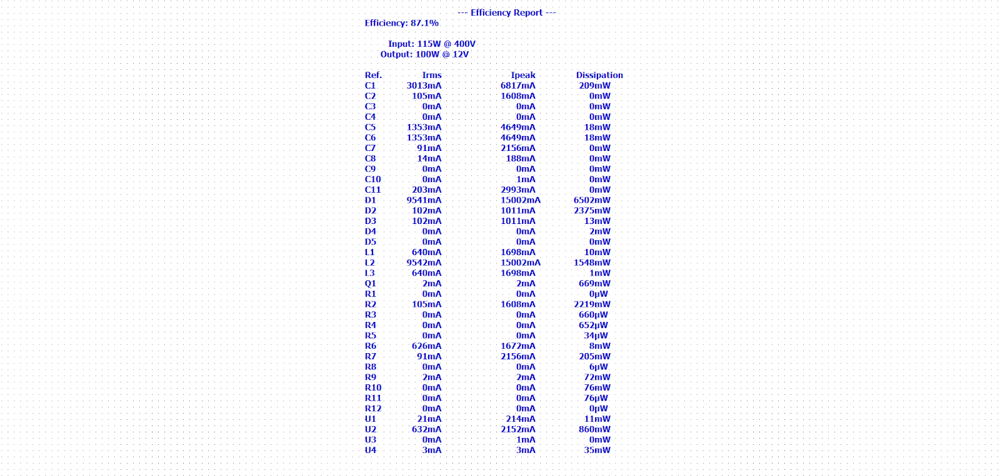 --- Efficiency Report ---
Efficiency: 87.1%
Input: 115W @ 400V
Output: 100W @ 12V
Ref. Irms Ipeak Dissipation
C1 3013mA 6817mA 209mW
C2 105mA 1608mA 0mW
C3 0mA 0mA 0mW
C4 0mA 0mA 0mW
C5 1353mA 4649mA 18mW
C6 1353mA 4649mA 18mW
C7 91mA 2156mA 0mW
C8 14mA 188mA 0mW
C9 0mA 0mA 0mW
C10 0mA 1mA 0mW
C11 203mA 2993mA 0mW
D1 9541mA 15002mA 6502mW
D2 102mA 1011mA 2375mW
D3 102mA 1011mA 13mW
D4 0mA 0mA 2mW
D5 0mA 0mA 0mW
L1 640mA 1698mA 10mW
L2 9542mA 15002mA 1548mW
L3 640mA 1698mA 1mW
Q1 2mA 2mA 669mW
R1 0mA 0mA 0µW
R2 105mA 1608mA 2219mW
R3 0mA 0mA 660µW
R4 0mA 0mA 652µW
R5 0mA 0mA 34µW
R6 626mA 1672mA 8mW
R7 91mA 2156mA 205mW
R8 0mA 0mA 6µW
R9 2mA 2mA 72mW
R10 0mA 0mA 76mW
R11 0mA 0mA 76µW
R12 0mA 0mA 0µW
U1 21mA 214mA 11mW
U2 632mA 2152mA 860mW
U3 0mA 1mA 0mW
U4 3mA 3mA 35mW